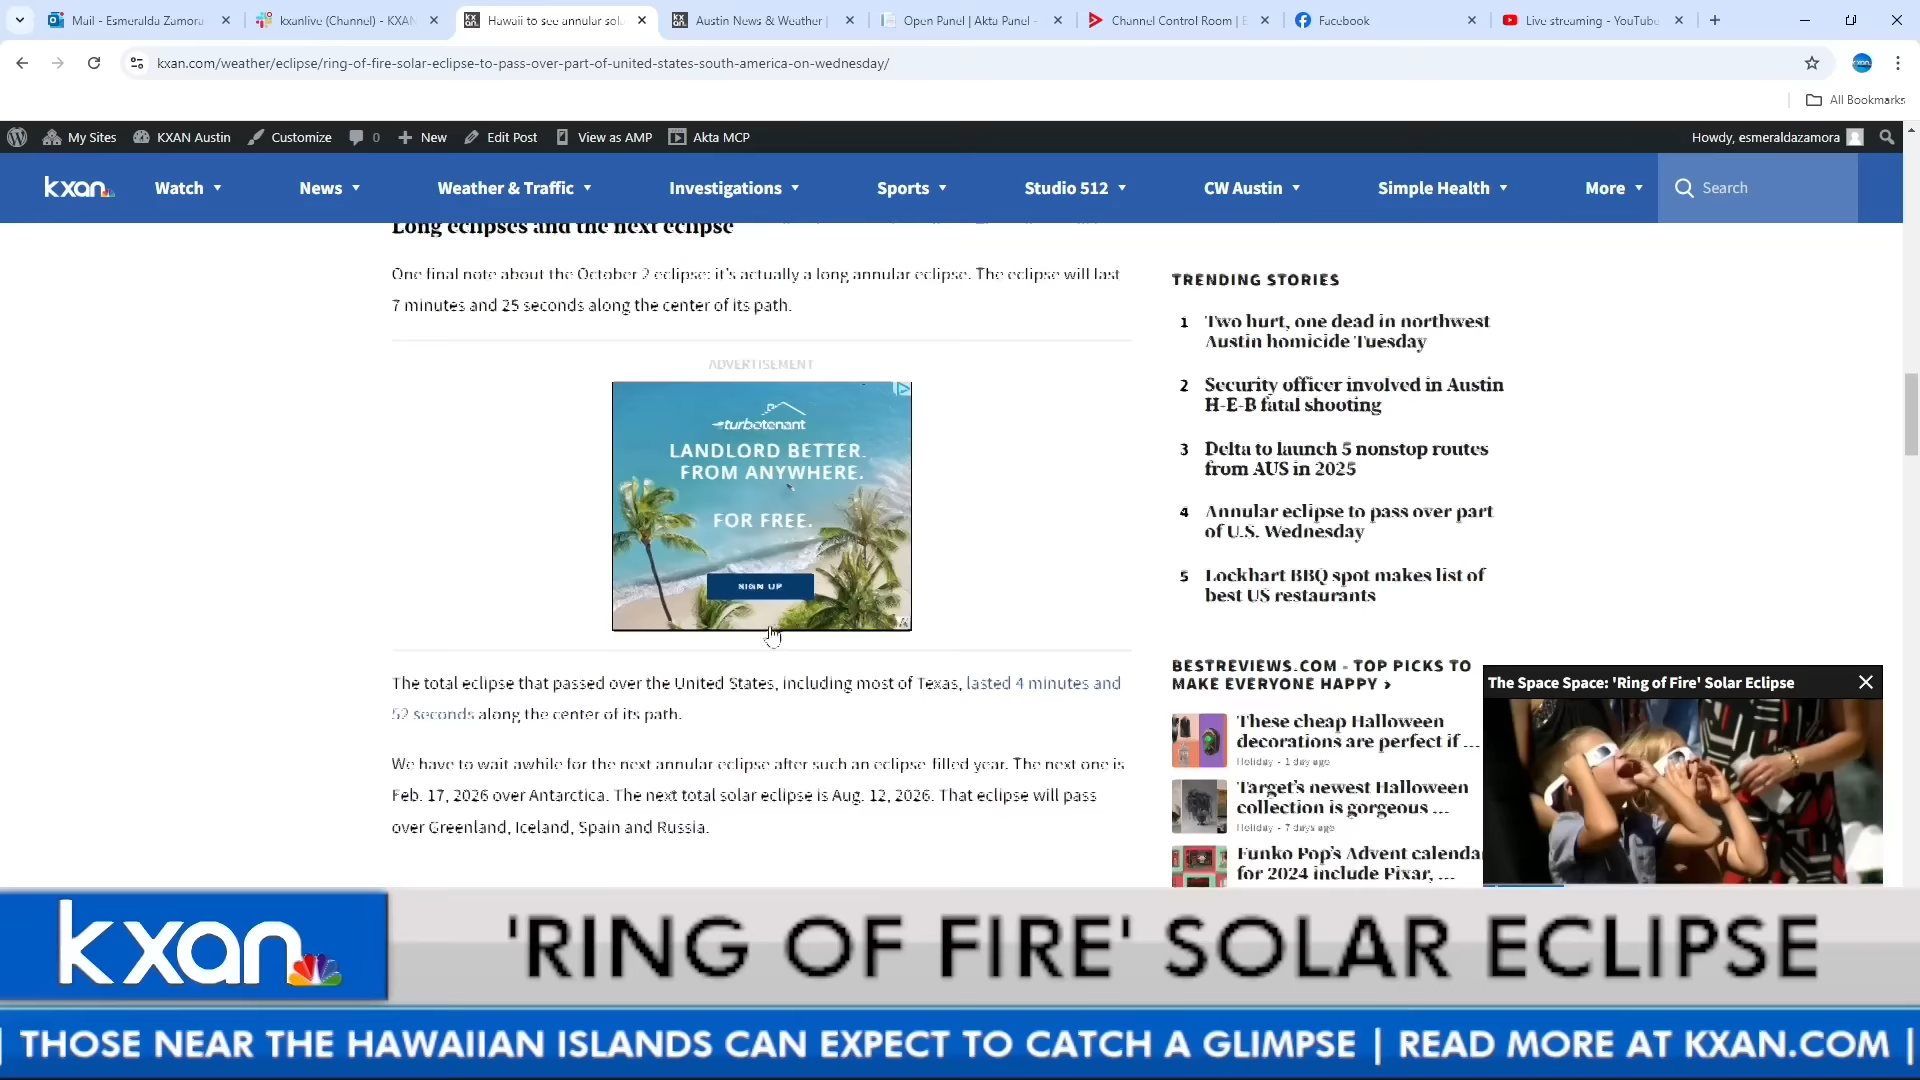 Mail - Esmeralda Zamora
kxanlive (Channel) - KXAN
Hawaii to see annular sol
Austin News & Weather |
Open Panel | Akta Panel -
Channel Control Room | E
Facebook
Live streaming - YouTube
kxan.com/weather/eclipse/ring-of-fire-solar-eclipse-to-pass-over-part-of-united-states-south-america-on-wednesday/
All Bookmarks
My Sites
KXAN Austin
Customize
0
New
Edit Post
View as AMP
Akta MCP
Howdy, esmeraldazamora
kxan
Watch
News
Weather & Traffic
Investigations
Sports
Studio 512
CW Austin
Simple Health
More
Search
Long eclipses and the next eclipse
One final note about the October 2 eclipse: it's actually a long annular eclipse. The eclipse will last
7 minutes and 25 seconds along the center of its path.
ADVERTISEMENT
turbotenant
LANDLORD BETTER.
FROM ANYWHERE.
FOR FREE.
SIGN UP
The total eclipse that passed over the United States, including most of Texas, lasted 4 minutes and
52 seconds along the center of its path.
We have to wait awhile for the next annular eclipse after such an eclipse-filled year. The next one is
Feb. 17, 2026 over Antarctica. The next total solar eclipse is Aug. 12, 2026. That eclipse will pass
over Greenland, Iceland, Spain and Russia.
TRENDING STORIES
1 Two hurt, one dead in northwest
Austin homicide Tuesday
2 Security officer involved in Austin
H-E-B fatal shooting
3 Delta to launch 5 nonstop routes
from AUS in 2025
4 Annular eclipse to pass over part
of U.S. Wednesday
5 Lockhart BBQ spot makes list of
best US restaurants
BESTREVIEWS.COM - TOP PICKS TO
MAKE EVERYONE HAPPY ›
These cheap Halloween
decorations are perfect if …
Holiday - 1 day ago
Target's newest Halloween
collection is gorgeous …
Holiday - 7 days ago
Funko Pop's Advent calenda
for 2024 include Pixar, …
The Space Space: 'Ring of Fire' Solar Eclipse
kxan
'RING OF FIRE' SOLAR ECLIPSE
| THOSE NEAR THE HAWAIIAN ISLANDS CAN EXPECT TO CATCH A GLIMPSE | READ MORE AT KXAN.COM |